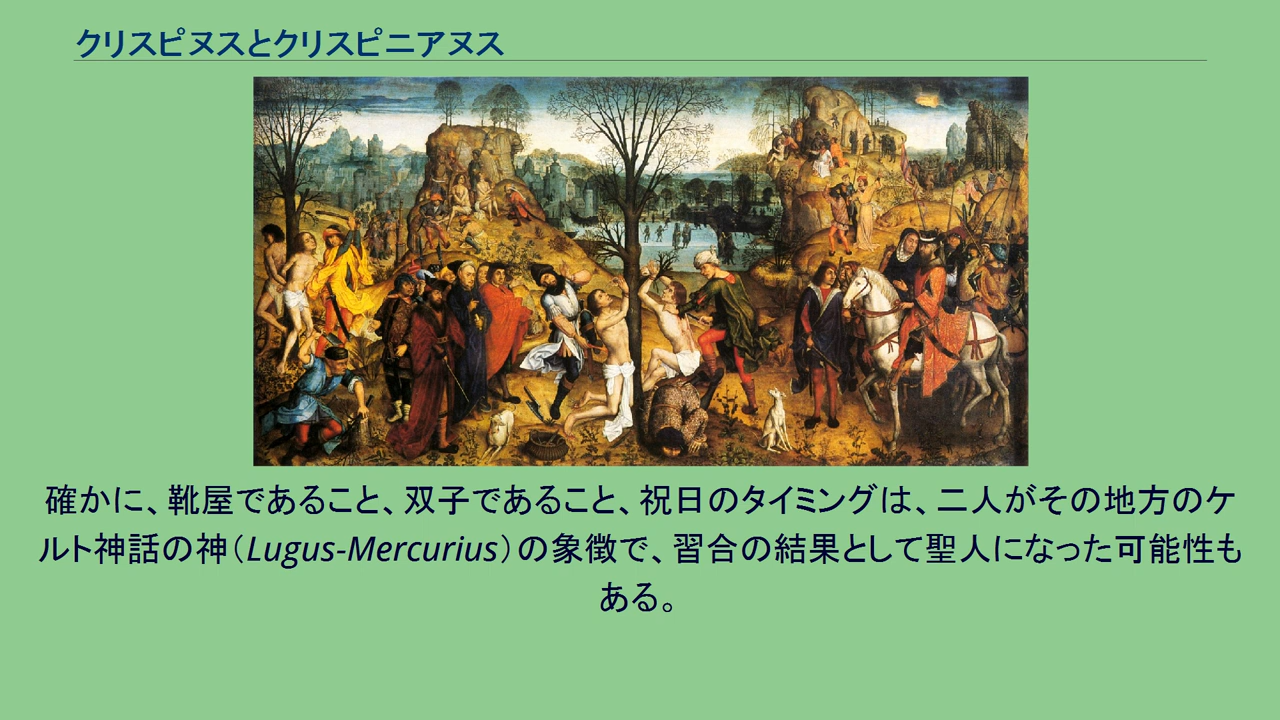 クリスピヌスとクリスピニアヌス
確かに、靴屋であること、双子であること、祝日のタイミングは、二人がその地方のケ
ルト神話の神（Lugus-Mercurius）の象徴で、習合の結果として聖人になった可能性も
ある。